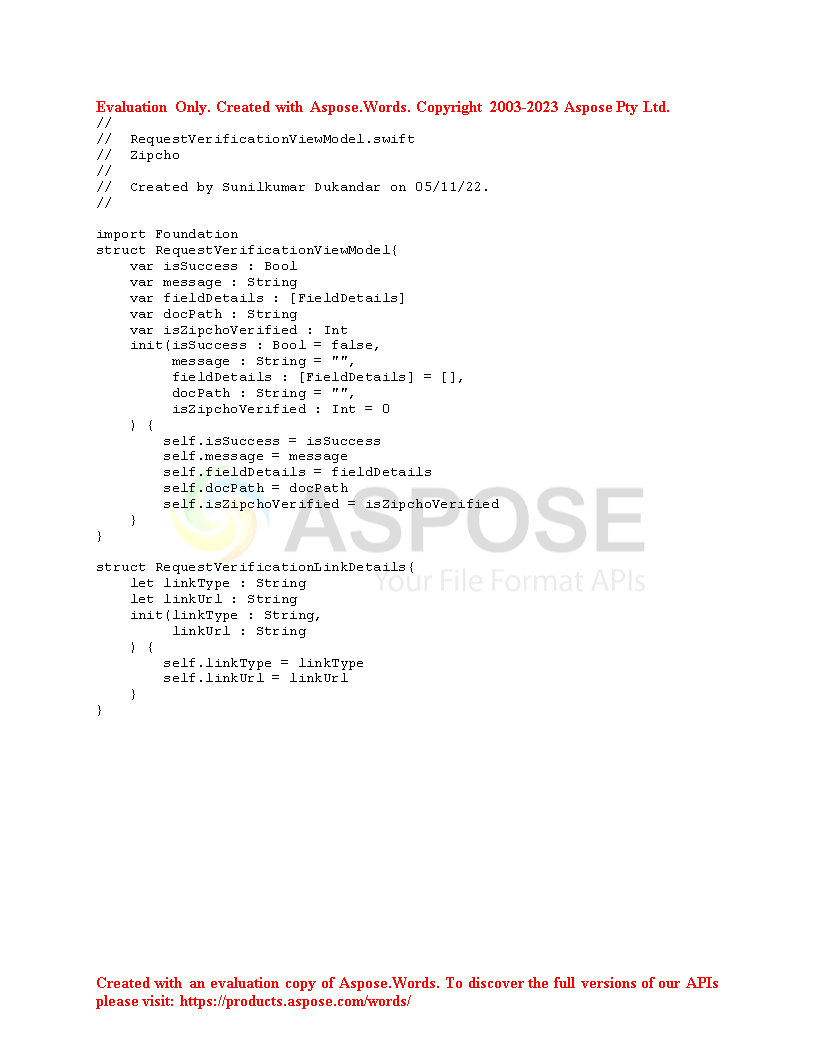 Evaluation Only. Created with Aspose.Words. Copyright 2003-2023 Aspose Pty Ltd.
//
//  RequestVerificationViewModel.swift
//  Zipcho
//
//  Created by Sunilkumar Dukandar on 05/11/22.
//

import Foundation
struct RequestVerificationViewModel{
    var isSuccess : Bool
    var message : String
    var fieldDetails : [FieldDetails]
    var docPath : String
    var isZipchoVerified : Int
    init(isSuccess : Bool = false,
         message : String = "",
         fieldDetails : [FieldDetails] = [],
         docPath : String = "",
         isZipchoVerified : Int = 0
    ) {
        self.isSuccess = isSuccess
        self.message = message
        self.fieldDetails = fieldDetails
        self.docPath = docPath
        self.isZipchoVerified = isZipchoVerified
    }
}
ASPOSE
Your File Format APIs

struct RequestVerificationLinkDetails{
    let linkType : String
    let linkUrl : String
    init(linkType : String,
         linkUrl : String
    ) {
        self.linkType = linkType
        self.linkUrl = linkUrl
    }
}
Created with an evaluation copy of Aspose.Words. To discover the full versions of our APIs
please visit: https://products.aspose.com/words/